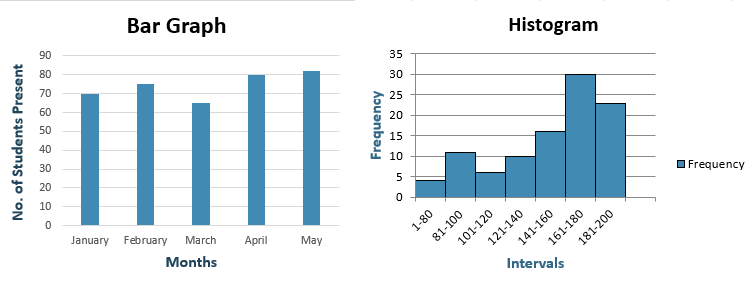 Bar Graph
No. of Students Present
90
80
70
60
50
40
30
20
10
0
January February March April May
Months
Histogram
Frequency
35
30
25
20
15
10
5
0
1-80 81-100 101-120 121-140 141-160 161-180 181-200
Intervals
Frequency